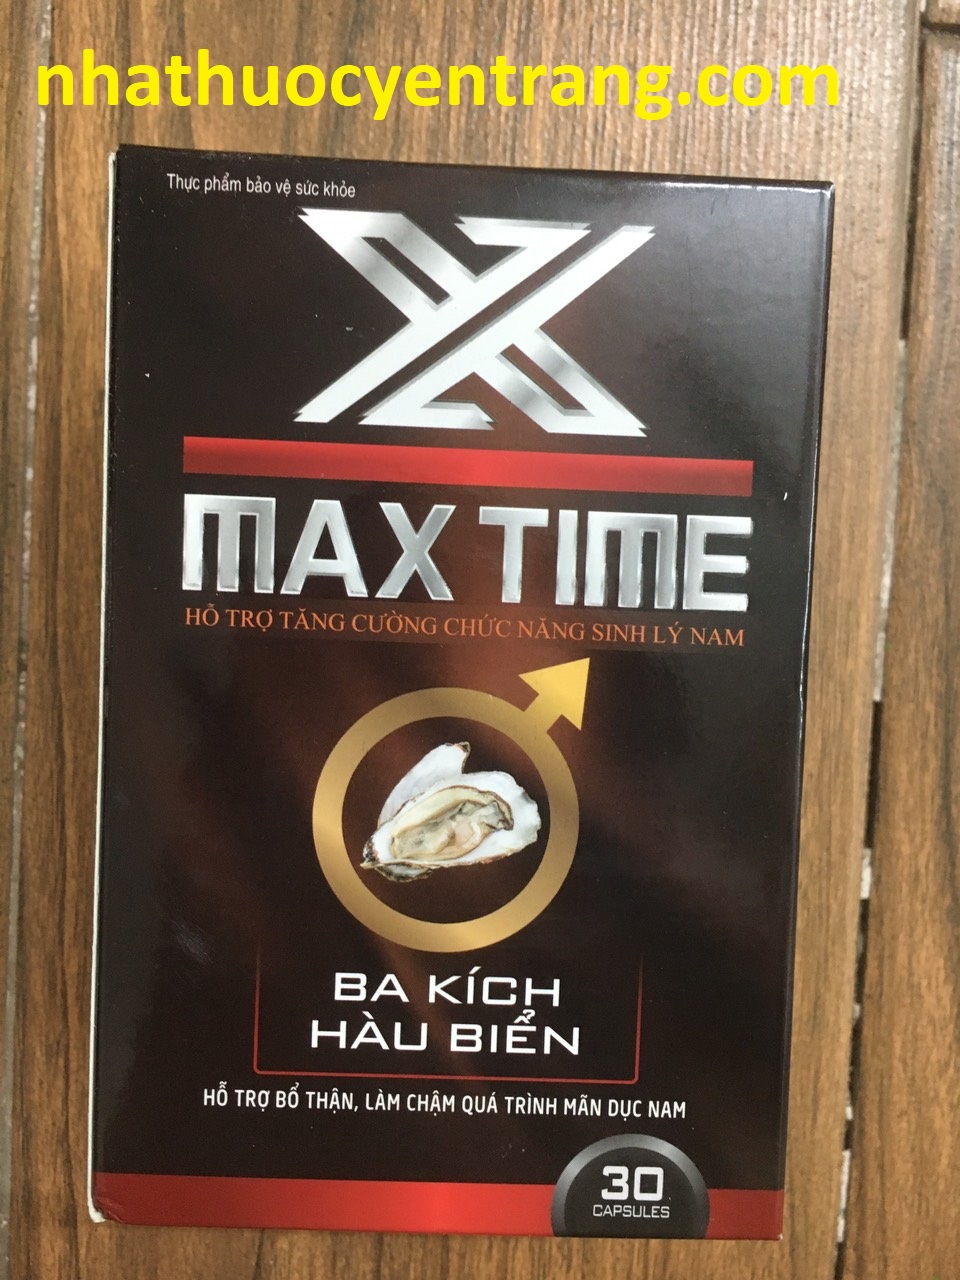 nhathuocyentrang.com
Thực phẩm bảo vệ sức khỏe
X
MAX TIME
HỖ TRỢ TĂNG CƯỜNG CHỨC NĂNG SINH LÝ NAM
BA KÍCH
HÀU BIỂN
HỖ TRỢ BỔ THẬN, LÀM CHẬM QUÁ TRÌNH MÃN DỤC NAM
30
CAPSULES